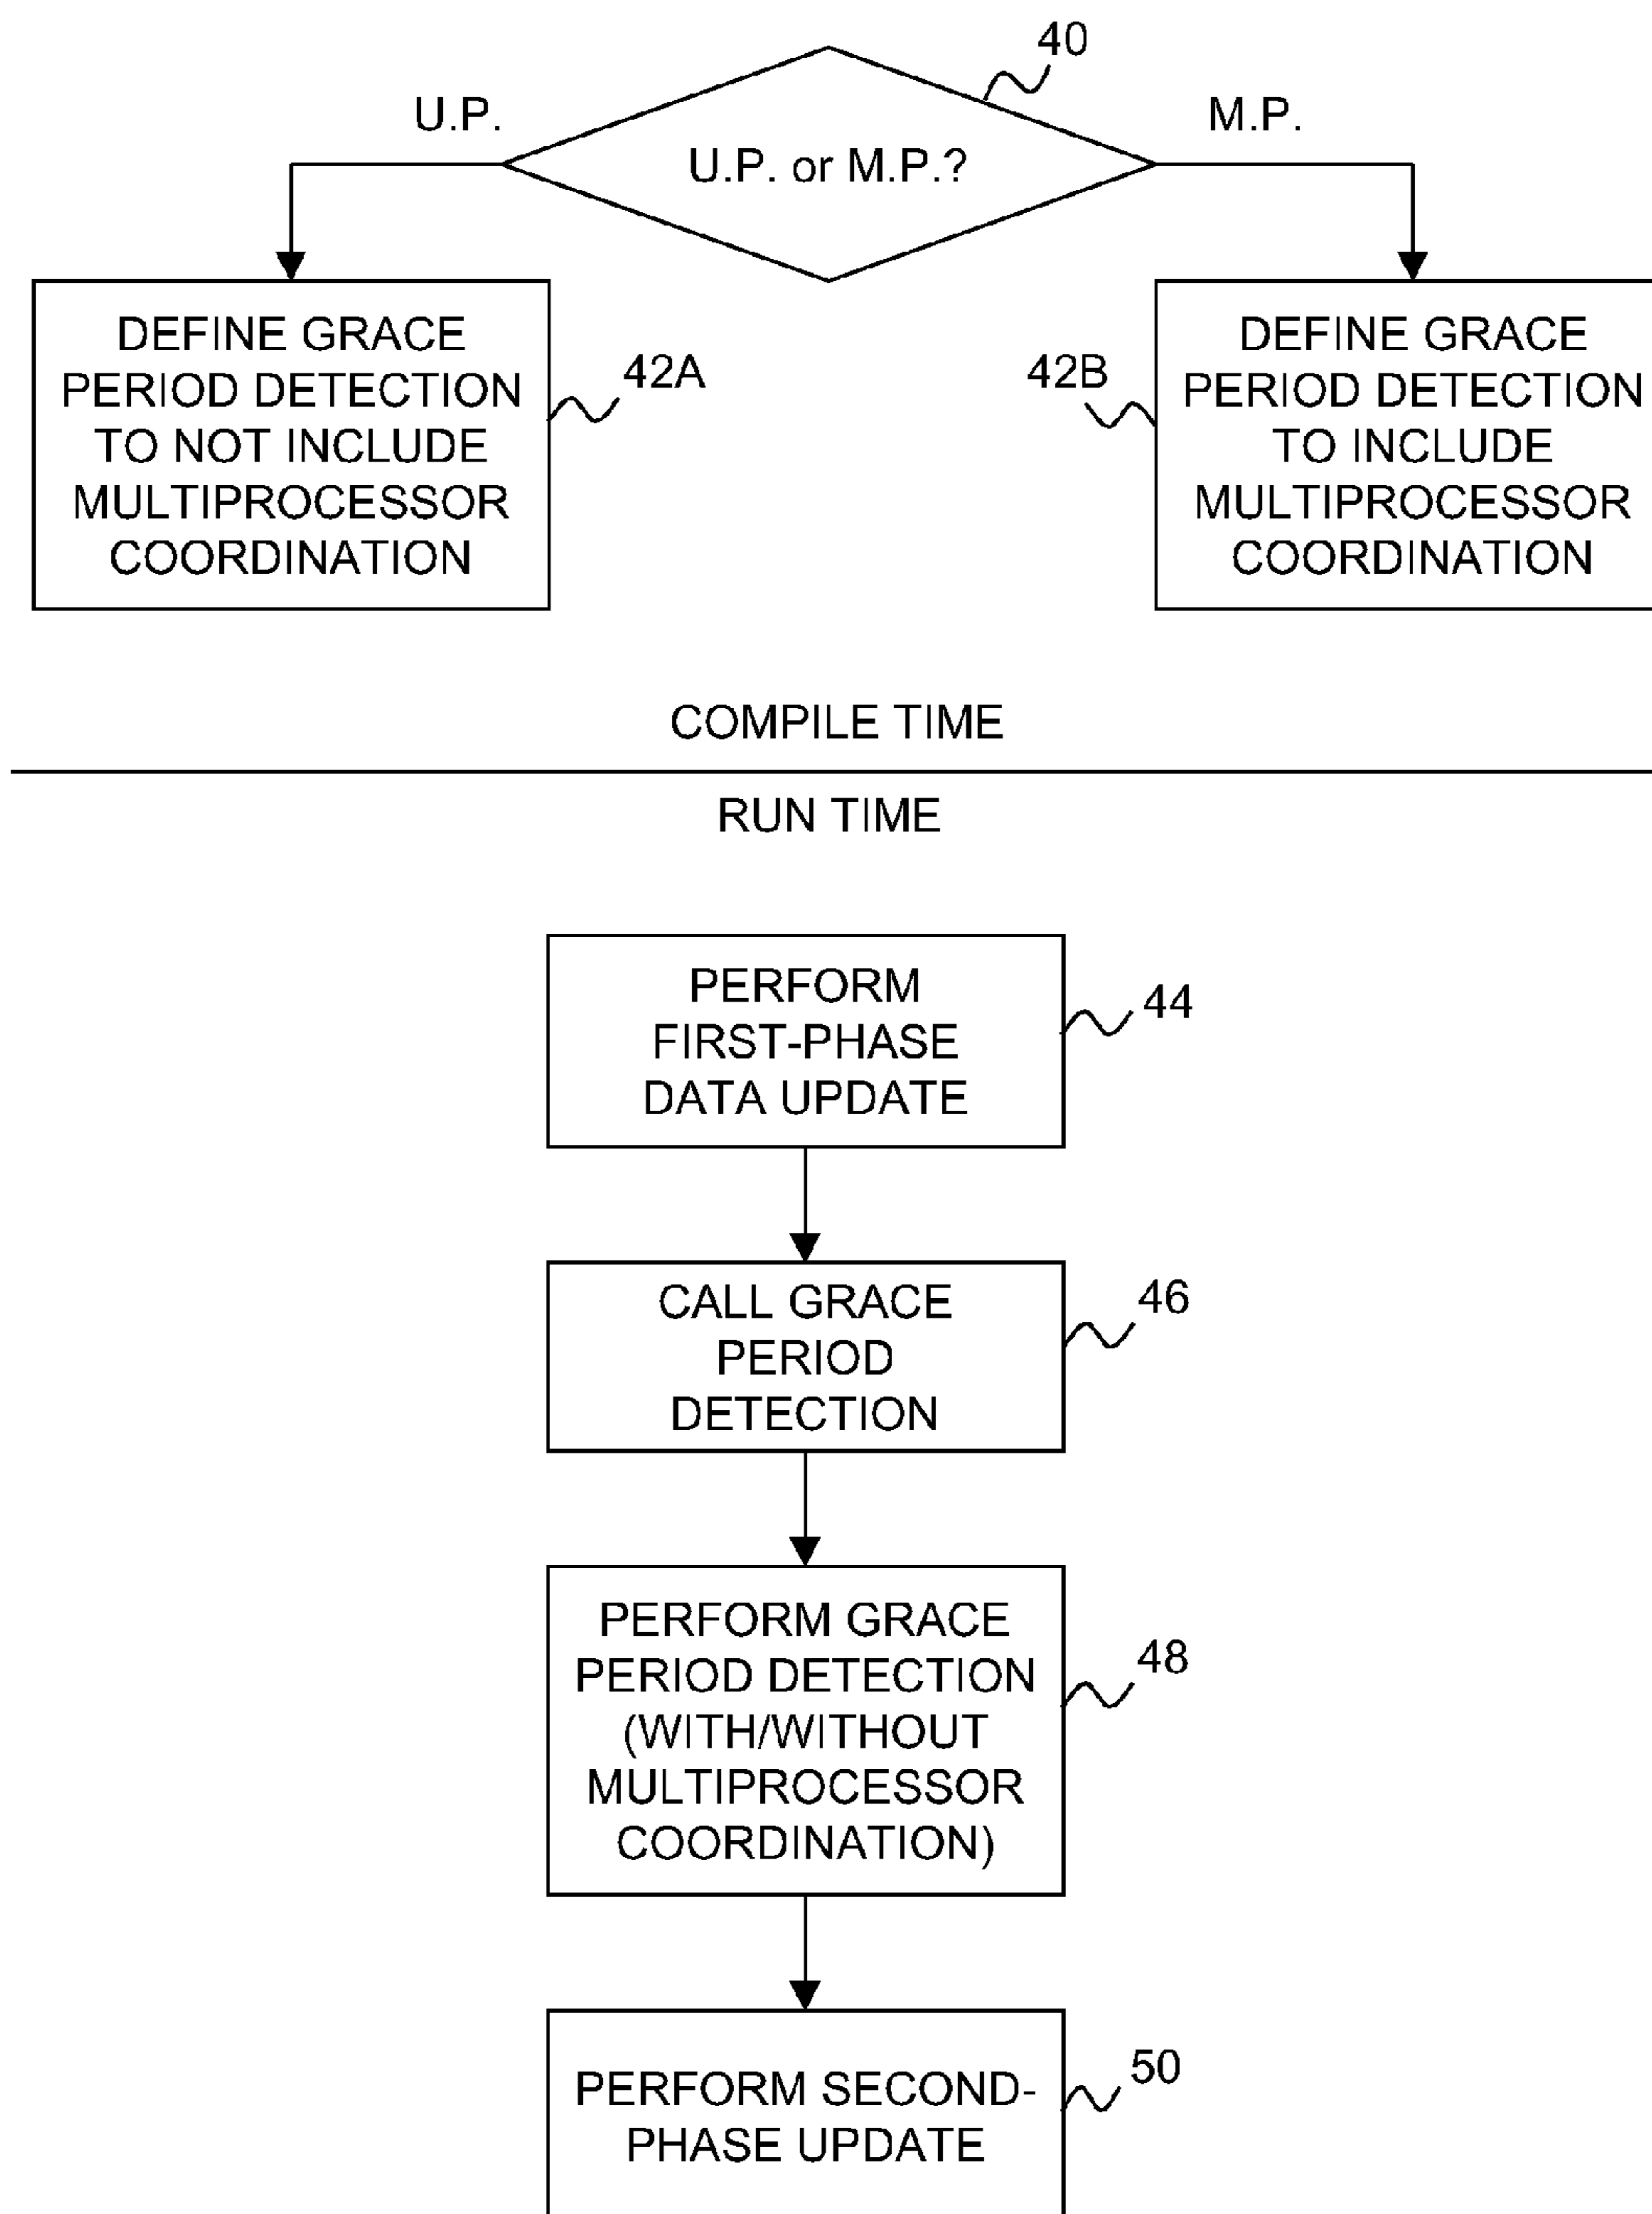 40
U.P.
M.P.
U.P. or M.P.?
DEFINE GRACE
PERIOD DETECTION
TO NOT INCLUDE
MULTIPROCESSOR
COORDINATION
42A
42B
DEFINE GRACE
PERIOD DETECTION
TO INCLUDE
MULTIPROCESSOR
COORDINATION
COMPILE TIME
RUN TIME
PERFORM
FIRST-PHASE
DATA UPDATE
44
CALL GRACE
PERIOD
DETECTION
46
PERFORM GRACE
PERIOD DETECTION
(WITH/WITHOUT
MULTIPROCESSOR
COORDINATION)
48
PERFORM SECOND-
PHASE UPDATE
50